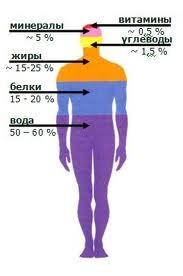 минералы
~ 5 %
витамины
~ 0,5 %
углеводы
~ 1,5 %
жиры
~ 15-25 %
белки
15 - 20 %
вода
50 – 60 %